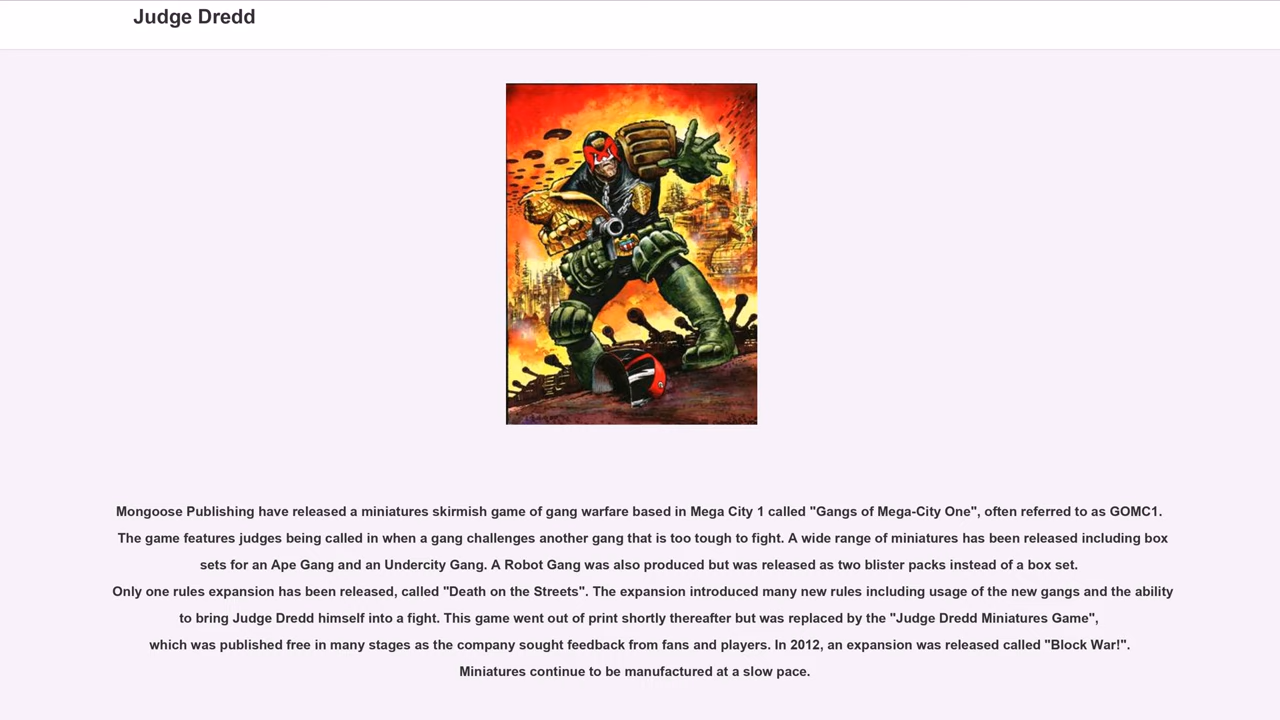 Judge Dredd
Mongoose Publishing have released a miniatures skirmish game of gang warfare based in Mega City 1 called "Gangs of Mega-City One", often referred to as GOMC1.
The game features judges being called in when a gang challenges another gang that is too tough to fight. A wide range of miniatures has been released including box
sets for an Ape Gang and an Undercity Gang. A Robot Gang was also produced but was released as two blister packs instead of a box set.
Only one rules expansion has been released, called "Death on the Streets". The expansion introduced many new rules including usage of the new gangs and the ability
to bring Judge Dredd himself into a fight. This game went out of print shortly thereafter but was replaced by the "Judge Dredd Miniatures Game",
which was published free in many stages as the company sought feedback from fans and players. In 2012, an expansion was released called "Block War!".
Miniatures continue to be manufactured at a slow pace.